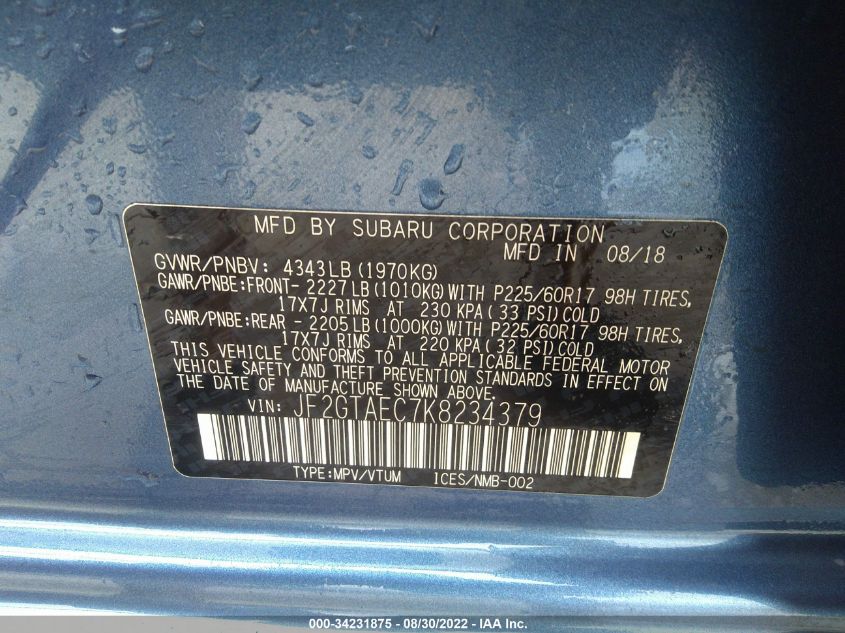 MFD BY SUBARU CORPORATION
MFD IN 08/18
GVWR/PNBV: 4343LB (1970KG)
GAWR/PNBE:FRONT- 2227LB (1010KG) WITH P225/60R17 98H TIRES,
17X7J RIMS AT 230 KPA ( 33 PSI) COLD
GAWR/PNBE:REAR - 2205LB (1000KG) WITH P225/60R17 98H TIRES,
17X7J RIMS AT 220 KPA ( 32 PSI) COLD
THIS VEHICLE CONFORMS TO ALL APPLICABLE FEDERAL MOTOR
VEHICLE SAFETY AND THEFT PREVENTION STANDARDS IN EFFECT ON
THE DATE OF MANUFACTURE SHOWN ABOVE.
VIN: JF2GTAEC7K8234379
TYPE:MPV/VTUM ICES/NMB-002
000-34231875 - 08/30/2022 - IAA Inc.